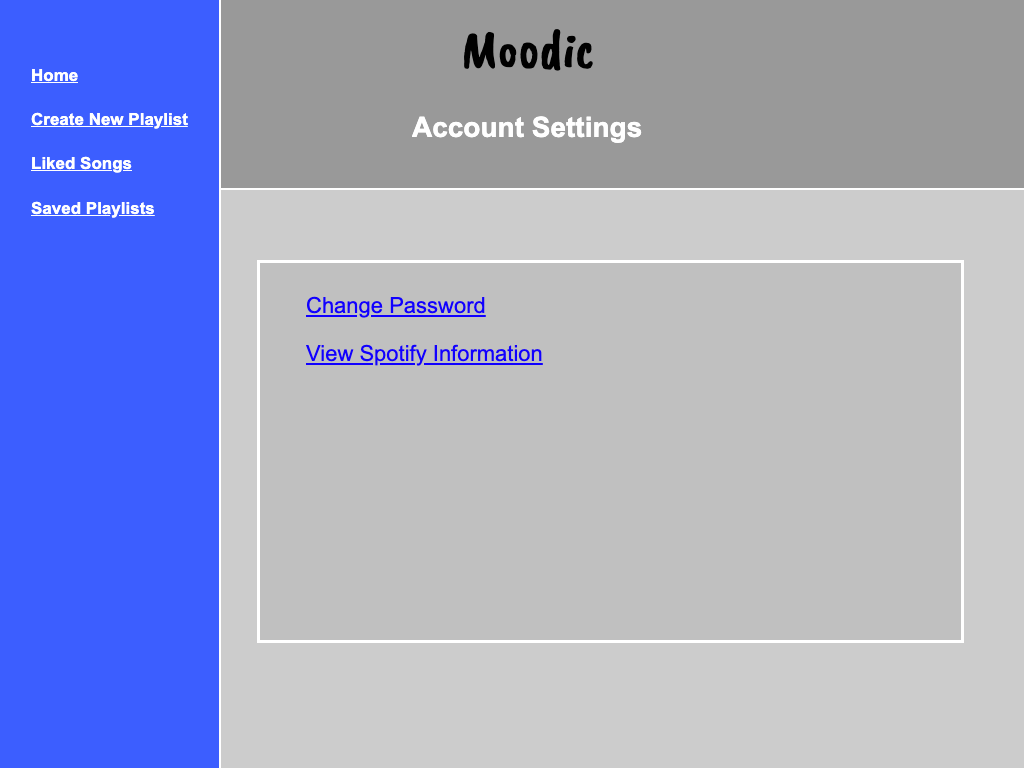 Home
Create New Playlist
Liked Songs
Saved Playlists
Moodic
Account Settings
Change Password
View Spotify Information